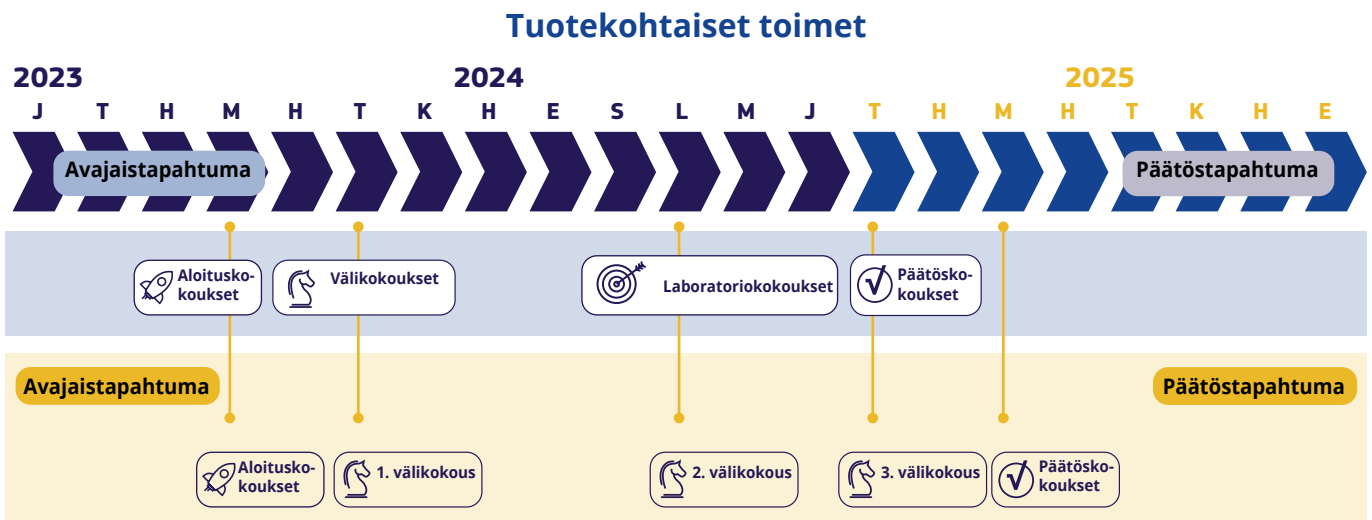 Tuotekohtaiset toimet
2023 2024 2025
J T H M H T K H E S L M J T H M H T K H E
Avajaistapahtuma Päätöstapahtuma
Aloitusko-
koukset
Välikokoukset
Laboratoriokokoukset
Päätösko-
koukset
Avajaistapahtuma Päätöstapahtuma
Aloitusko-
koukset
1. välikokous
2. välikokous
3. välikokous
Päätösko-
koukset